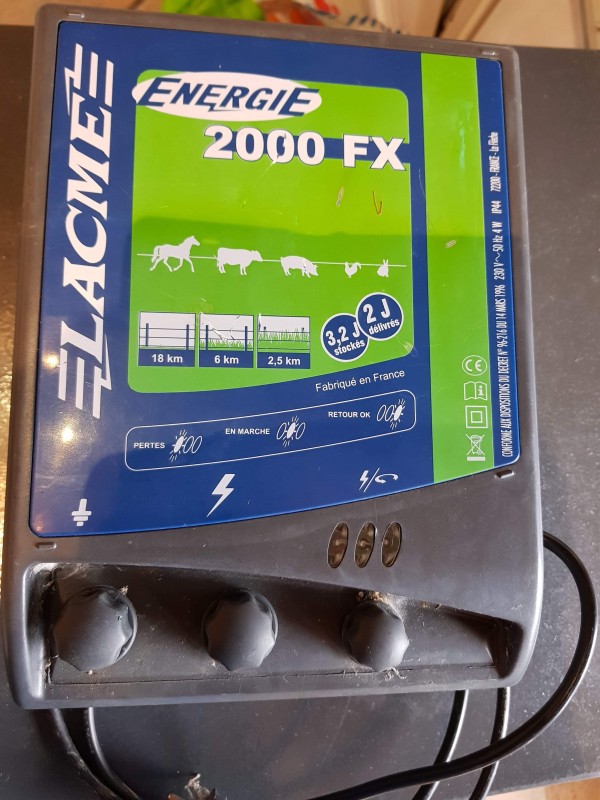 LACME
ENERGIE
2000 FX
18 km
6 km
2,5 km
3,2 J
stockés
2 J
délivrés
Fabriqué en France
PERTES
EN MARCHE
RETOUR OK
CE
CONFORME AUX DISPOSITIONS DU DECRET N° 96-216 DU 14 MARS 1996 230 V ~ 50 Hz 4 W IP44 72200 - FRANCE - La Flèche